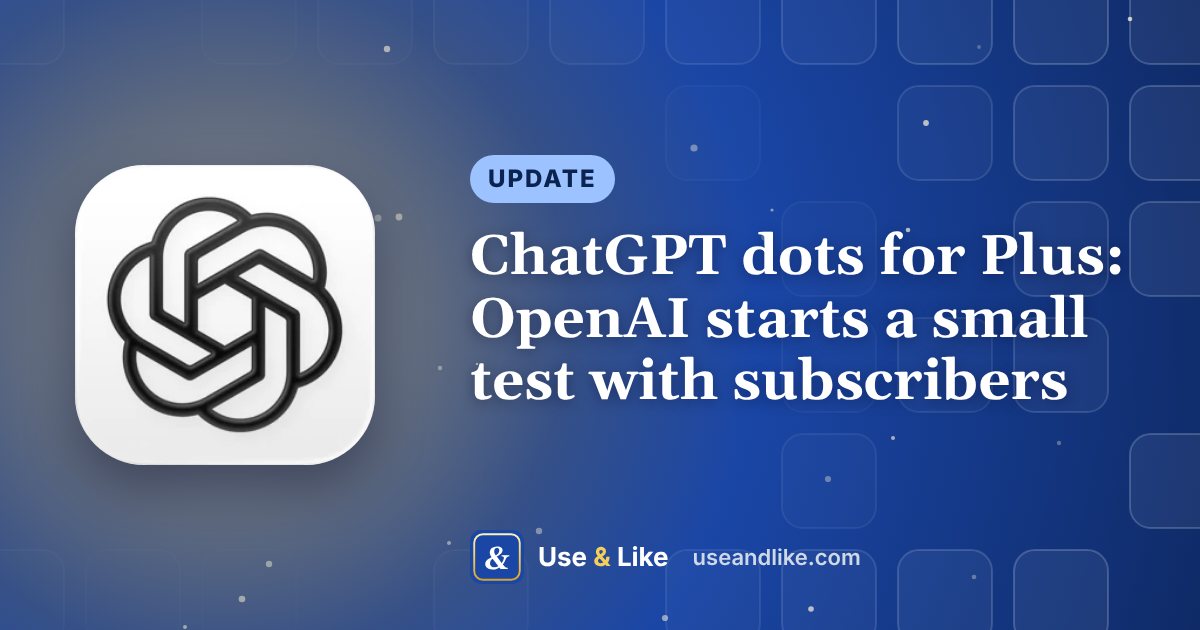 UPDATE
ChatGPT dots for Plus:
OpenAI starts a small
test with subscribers
& Use & Like useandlike.com